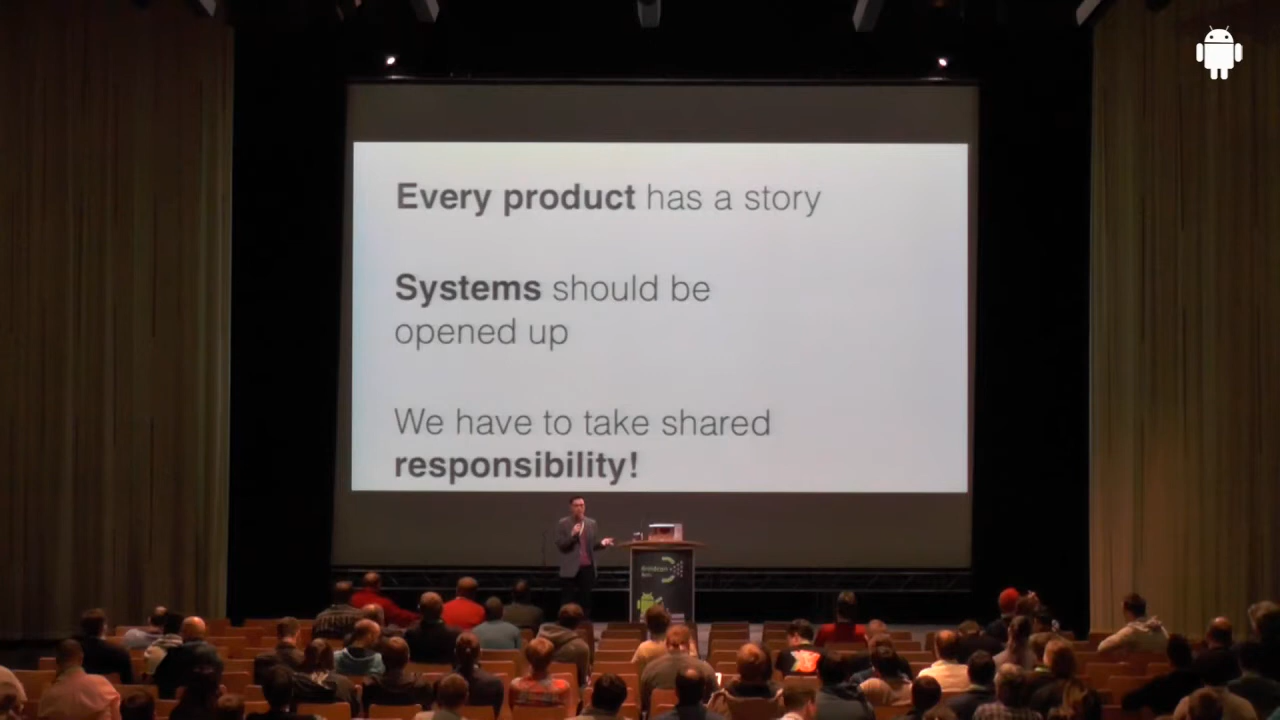 Every product has a story
Systems should be
opened up
We have to take shared
responsibility!